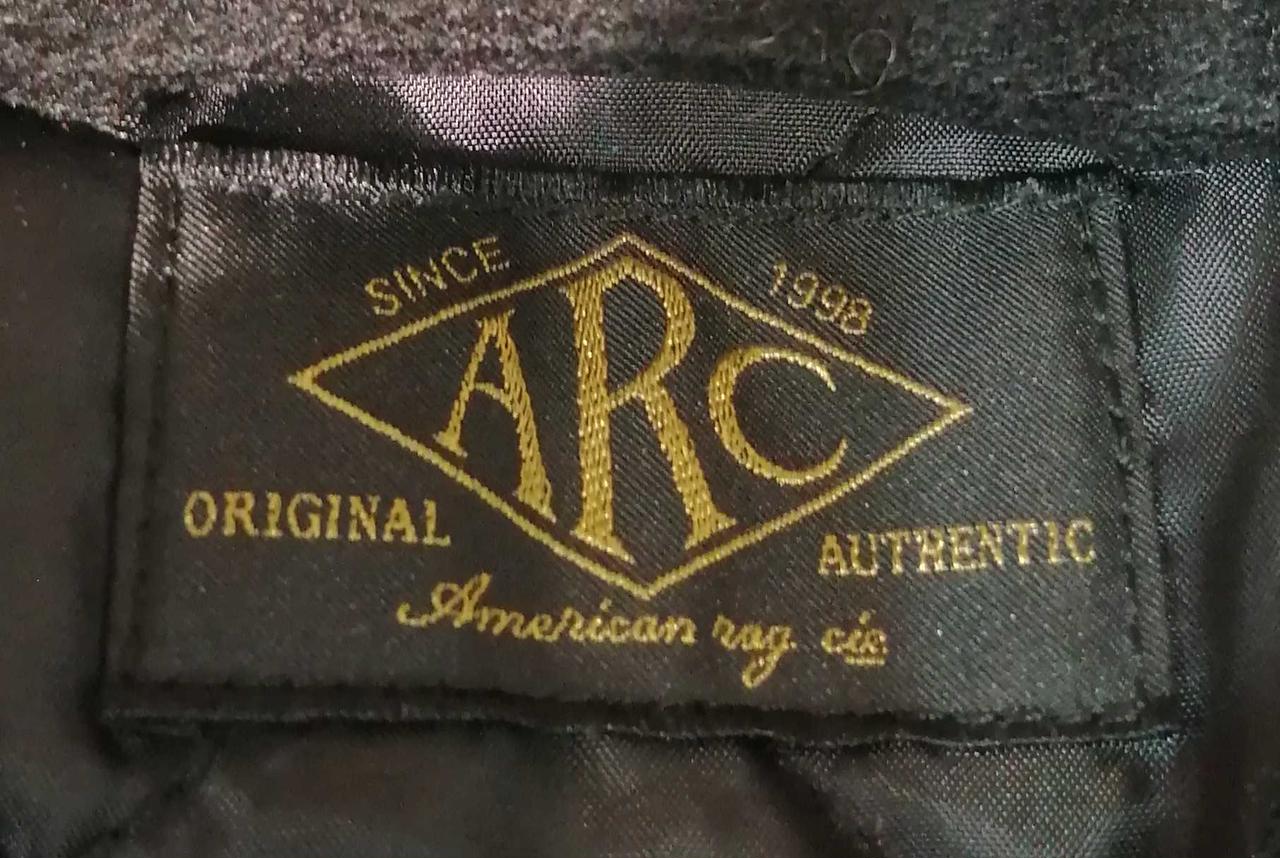 SINCE 1998
ARC
ORIGINAL AUTHENTIC
American rag cie